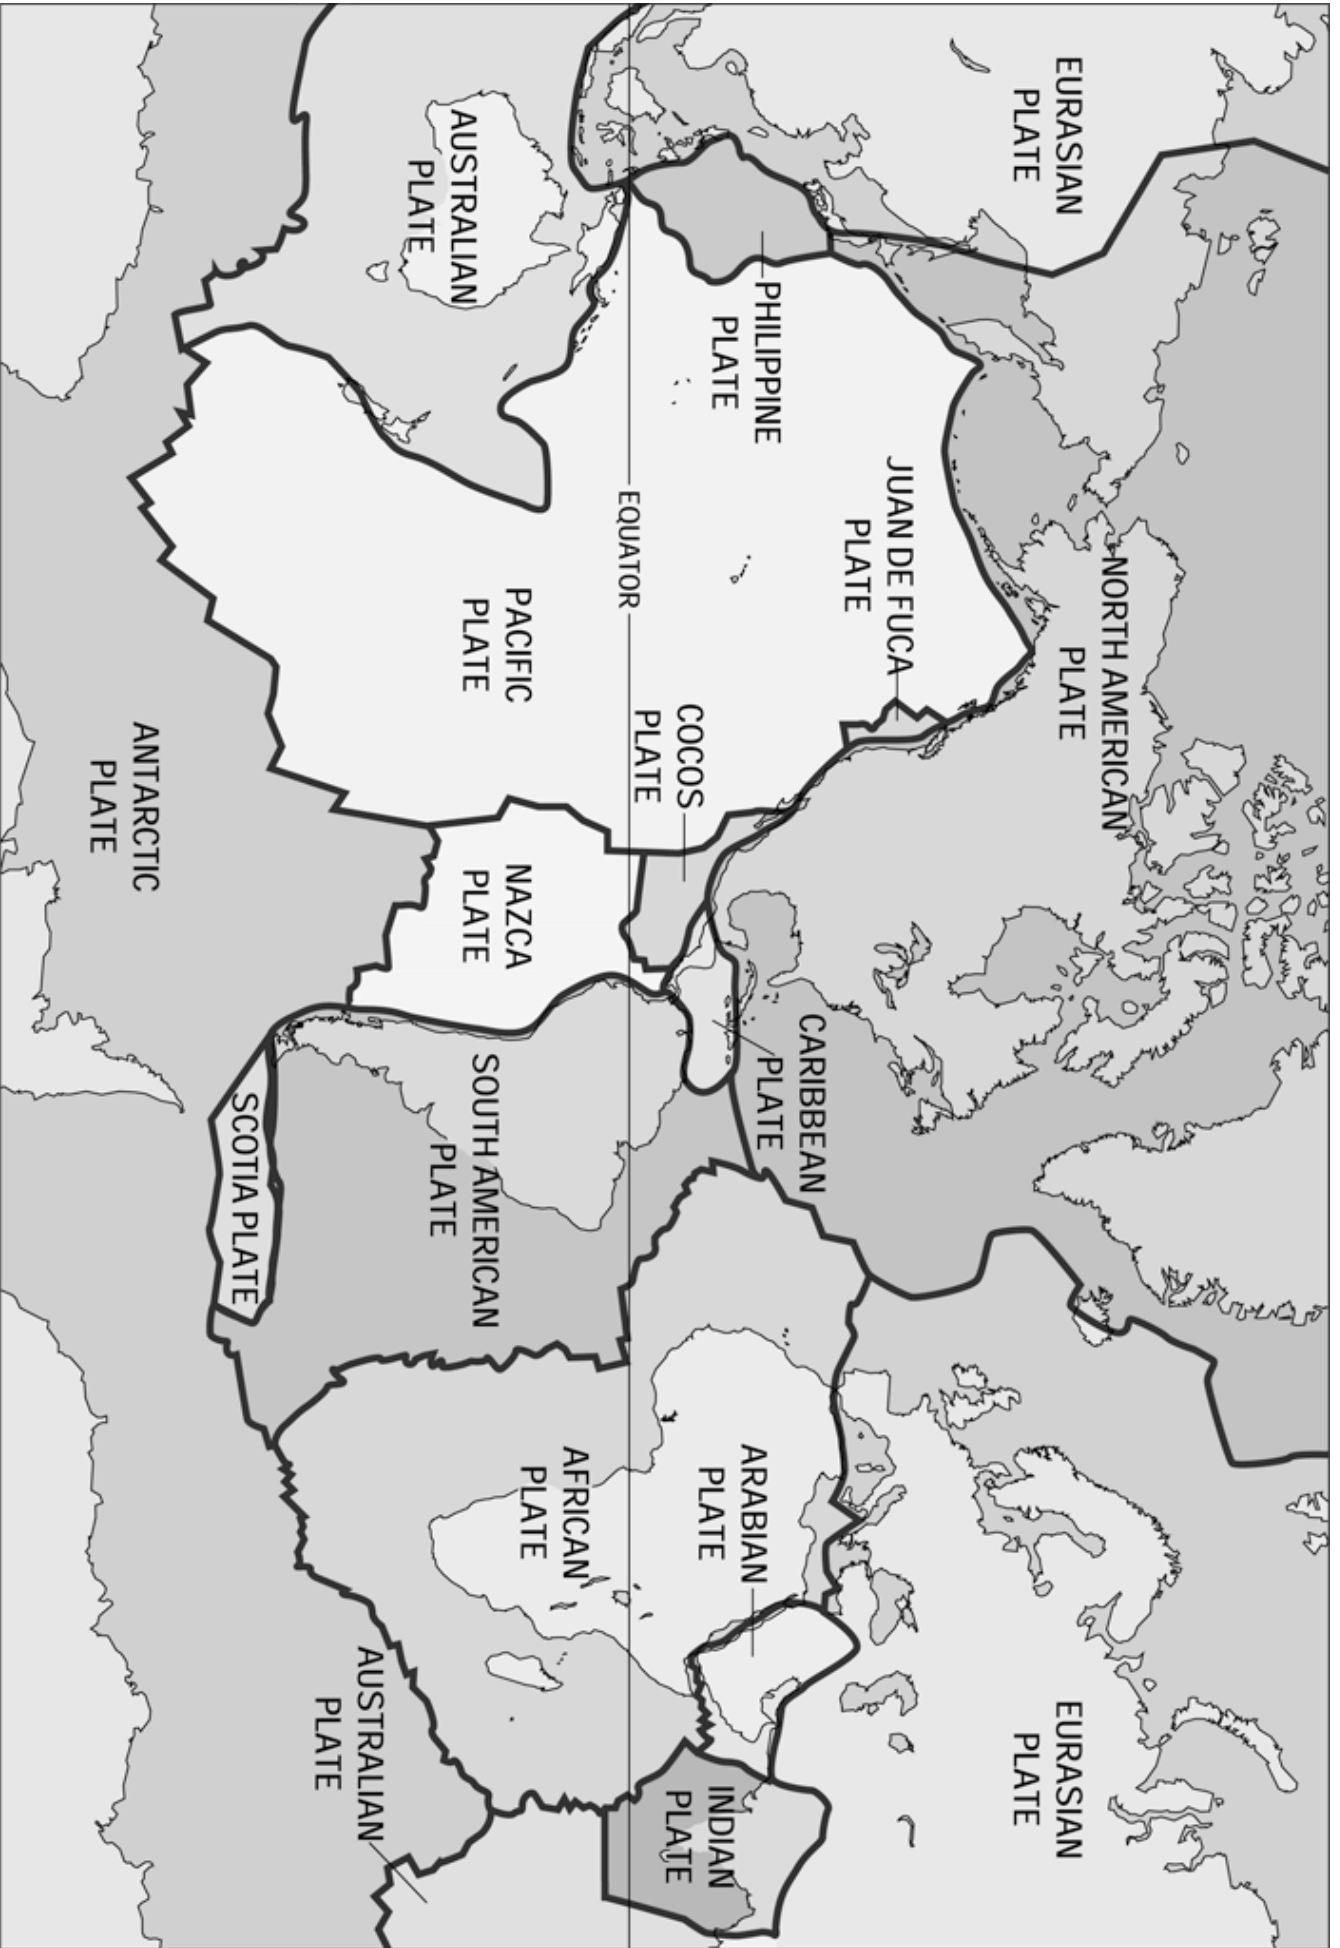 EURASIAN
PLATE
NORTH AMERICAN
PLATE
EURASIAN
PLATE
JUAN DE FUCA
PLATE
PHILIPPINE
PLATE
CARIBBEAN
PLATE
ARABIAN
PLATE
COCOS
PLATE
INDIAN
PLATE
EQUATOR
AUSTRALIAN
PLATE
PACIFIC
PLATE
NAZCA
PLATE
SOUTH AMERICAN
PLATE
AFRICAN
PLATE
AUSTRALIAN
PLATE
SCOTIA PLATE
ANTARCTIC
PLATE